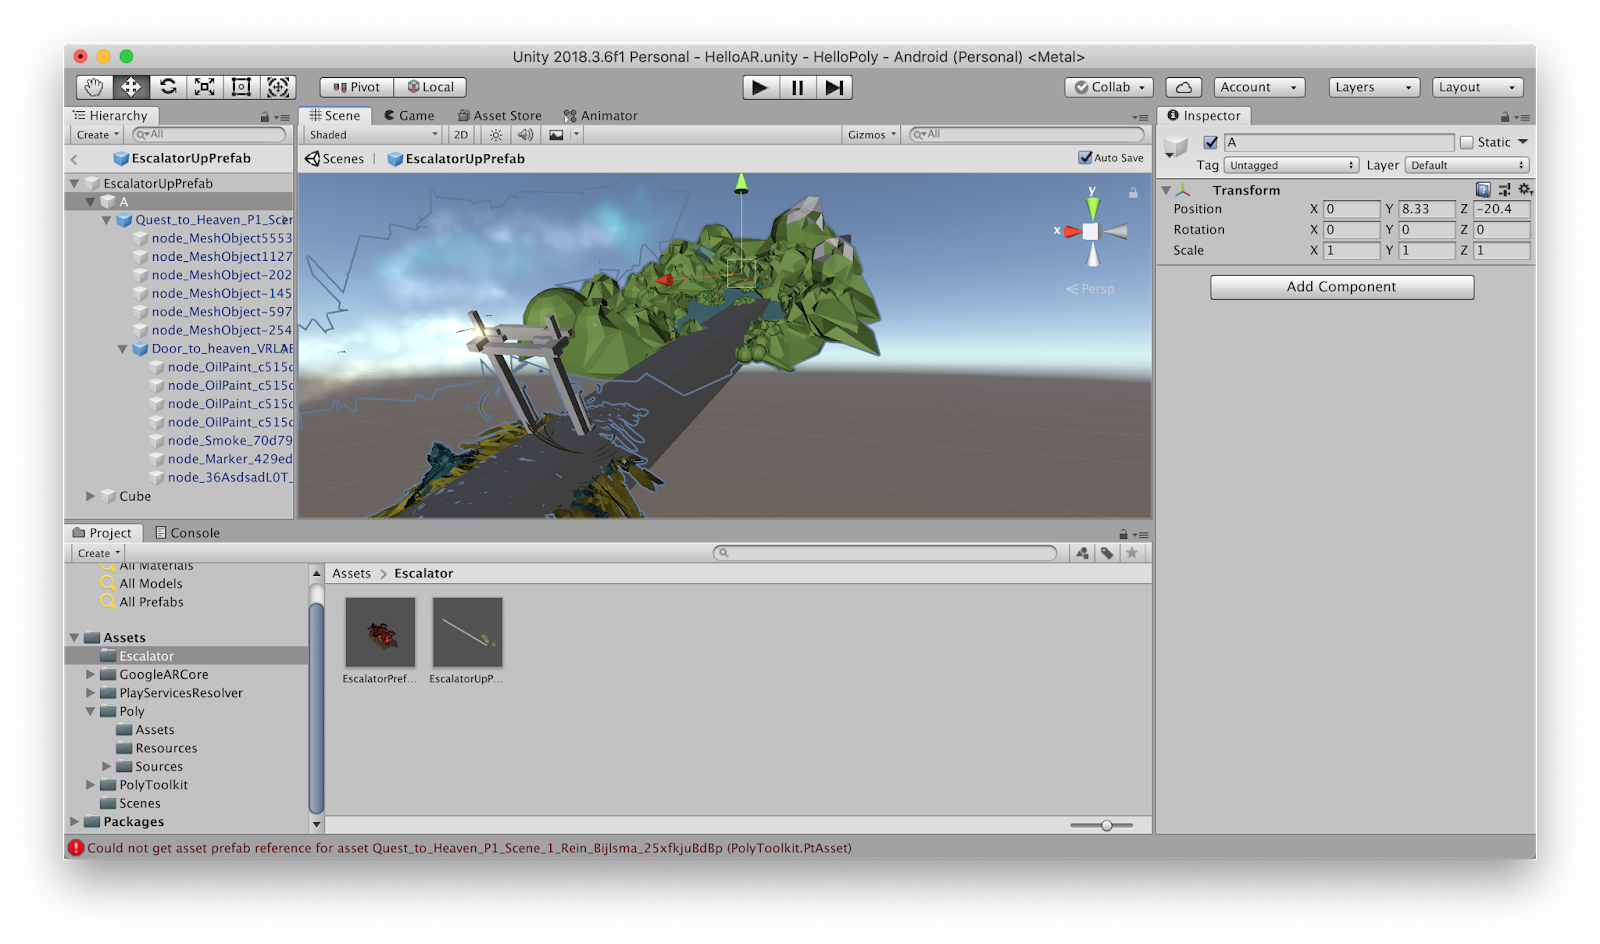 Unity 2018.3.6f1 Personal - HelloAR.unity - HelloPoly - Android (Personal) <Metal>
Pivot Local Collab Account Layers Layout
Hierarchy Scene Game Asset Store Animator Inspector
Create All Shaded 2D Gizmos All A Static
EscalatorUpPrefab Scenes EscalatorUpPrefab Auto Save Tag Untagged Layer Default
EscalatorUpPrefab
A
Quest_to_Heaven_P1_Scer
node_MeshObject5553
node_MeshObject1127
node_MeshObject-202
node_MeshObject-145
node_MeshObject-597
node_MeshObject-254
Door_to_heaven_VRLAE
node_OilPaint_c515c
node_OilPaint_c515c
node_OilPaint_c515c
node_OilPaint_c515c
node_Smoke_70d79
node_Marker_429ed
node_36AsdsadL0T_
Cube
y
x
Persp
Transform
Position X 0 Y 8.33 Z -20.4
Rotation X 0 Y 0 Z 0
Scale X 1 Y 1 Z 1
Add Component
Project Console
Create
All Materials
All Models
All Prefabs
Assets
Escalator
GoogleARCore
PlayServicesResolver
Poly
Assets
Resources
Sources
PolyToolkit
Scenes
Packages
Assets > Escalator
EscalatorPref... EscalatorUpP...
Could not get asset prefab reference for asset Quest_to_Heaven_P1_Scene_1_Rein_Bijlsma_25xfkjuBdBp (PolyToolkit.PtAsset)